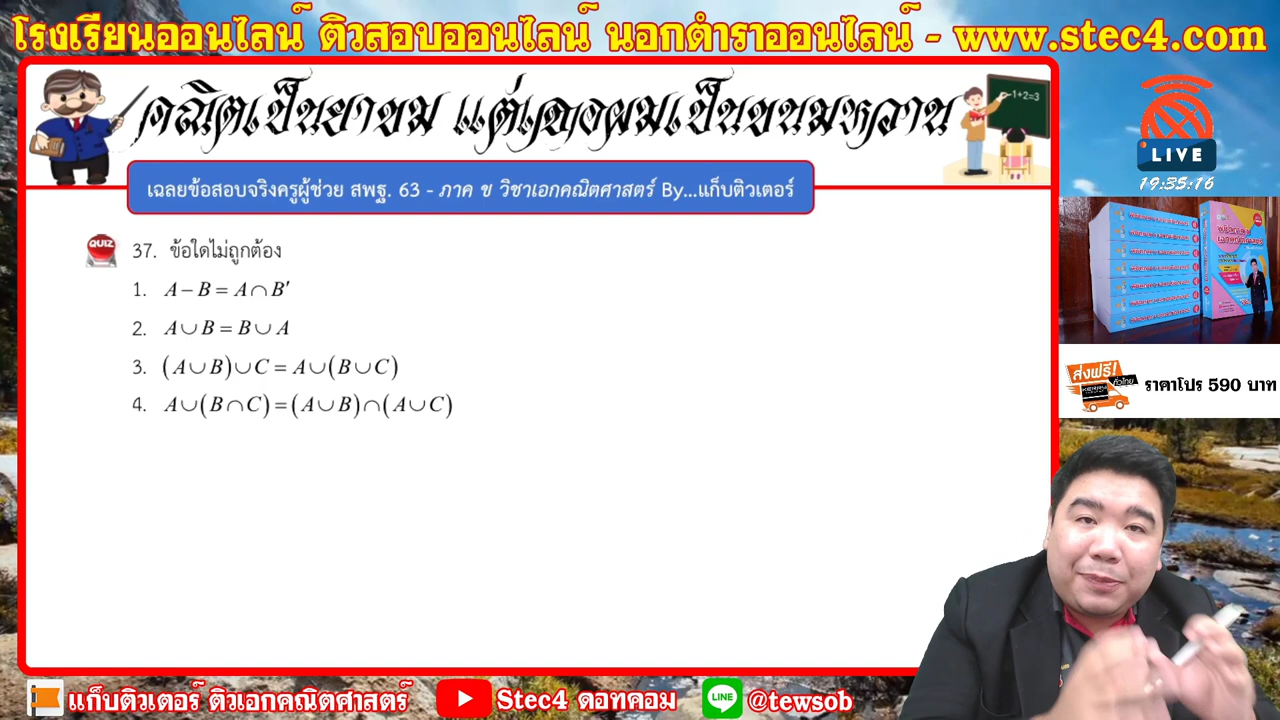 โรงเรียนออนไลน์ ติวสอบออนไลน์ นอกตำราออนไลน์ - www.stec4.com
คณิตเป็นยาขม แต่เจอผมเป็นขนมหวาน
-1+2=3
LIVE
19:35:16
เฉลยข้อสอบจริงครูผู้ช่วย สพฐ. 63 - ภาค ข วิชาเอกคณิตศาสตร์ By...แก็บติวเตอร์
QUIZ
37. ข้อใดไม่ถูกต้อง
1. A − B = A ∩ B′
2. A ∪ B = B ∪ A
3. (A ∪ B) ∪ C = A ∪ (B ∪ C)
4. A ∪ (B ∩ C) = (A ∪ B) ∩ (A ∪ C)
ส่งฟรี!
ทั่วไทย
ราคาโปร 590 บาท
แก็บติวเตอร์ ติวเอกคณิตศาสตร์
Stec4 ดอทคอม
LINE
@tewsob